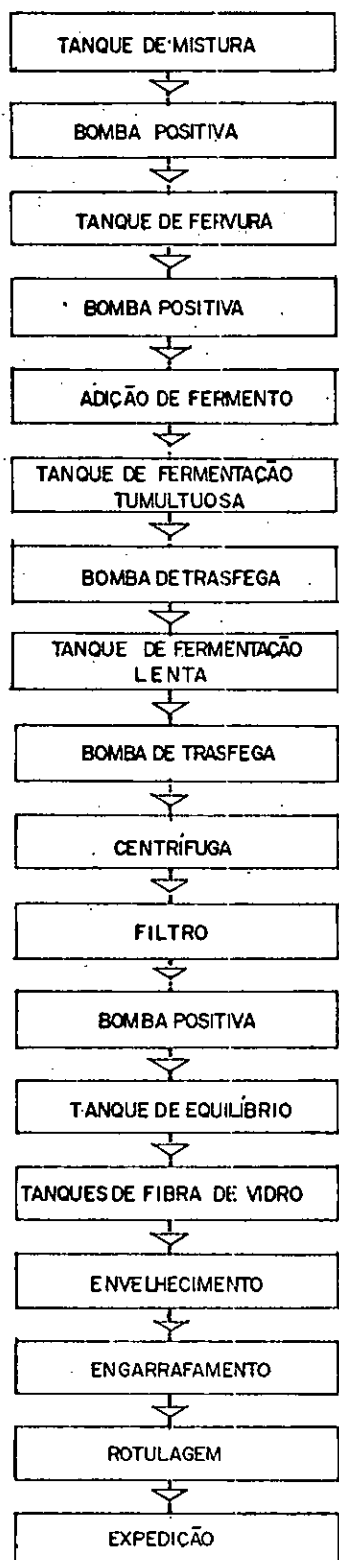 TANQUE DE MISTURA
BOMBA POSITIVA
TANQUE DE FERVURA
BOMBA POSITIVA
ADIÇÃO DE FERMENTO
TANQUE DE FERMENTAÇÃO
TUMULTUOSA
BOMBA DE TRASFEGA
TANQUE DE FERMENTAÇÃO
LENTA
BOMBA DE TRASFEGA
CENTRÍFUGA
FILTRO
BOMBA POSITIVA
TANQUE DE EQUILÍBRIO
TANQUES DE FIBRA DE VIDRO
ENVELHECIMENTO
ENGARRAFAMENTO
ROTULAGEM
EXPEDIÇÃO